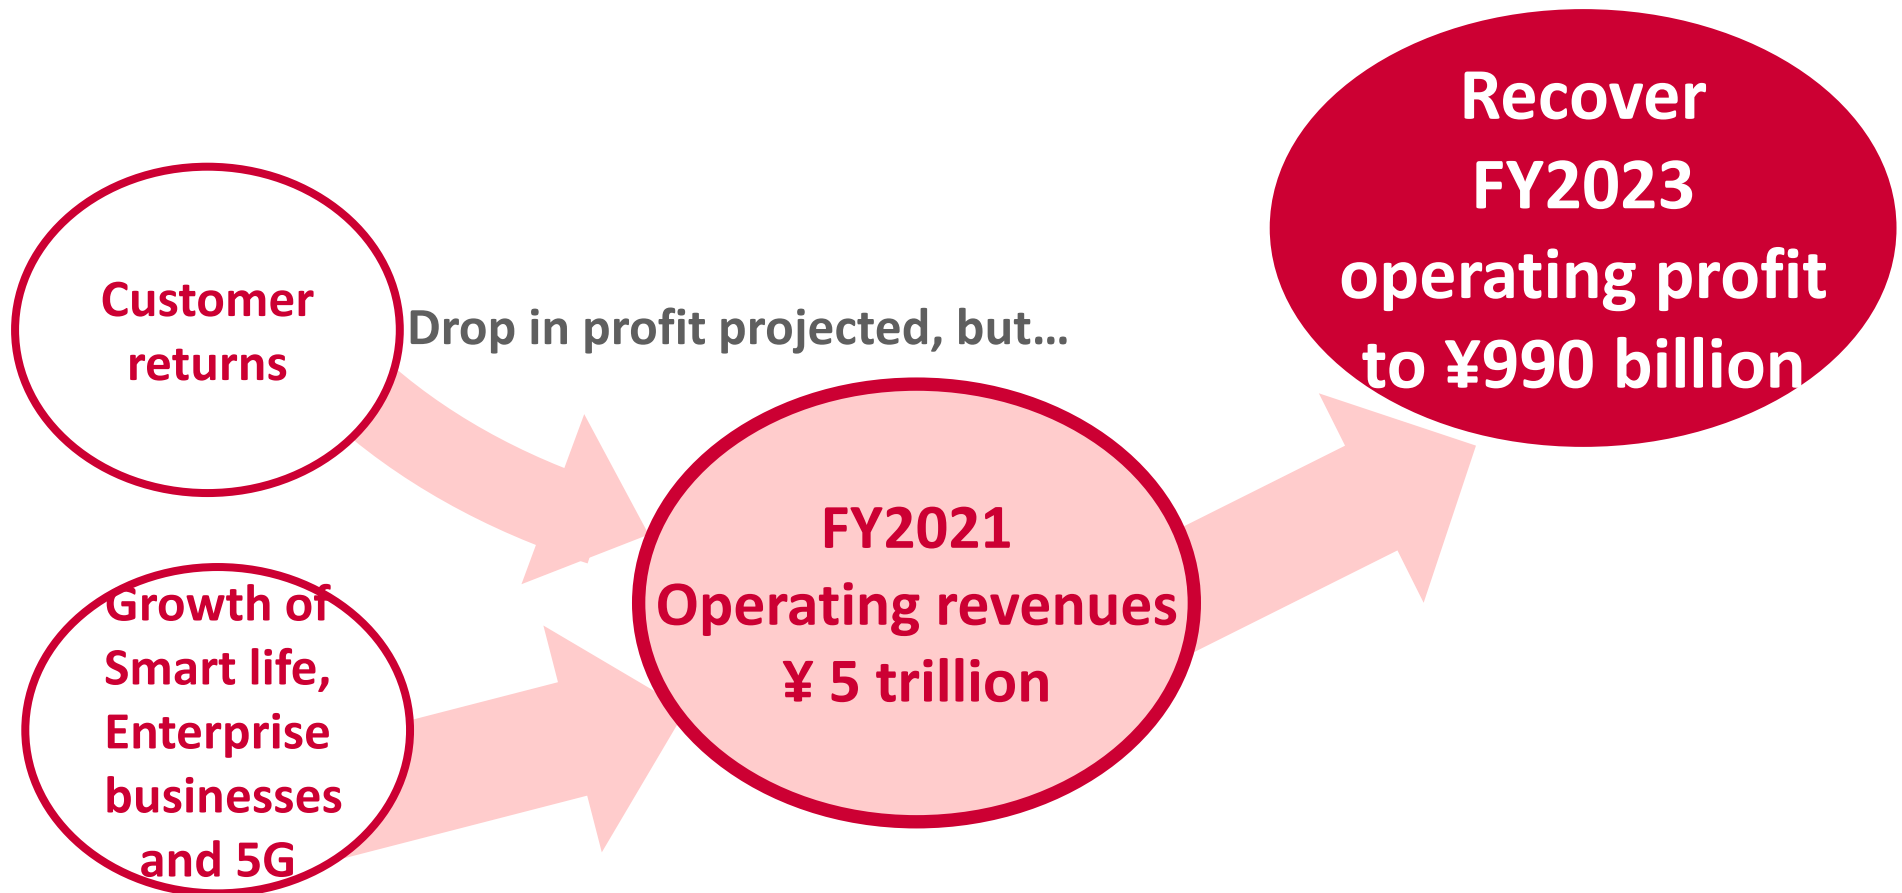 Customer
returns
Drop in profit projected, but...
Growth of
Smart life,
Enterprise
businesses
and 5G
FY2021
Operating revenues
¥ 5 trillion
Recover
FY2023
operating profit
to ¥990 billion